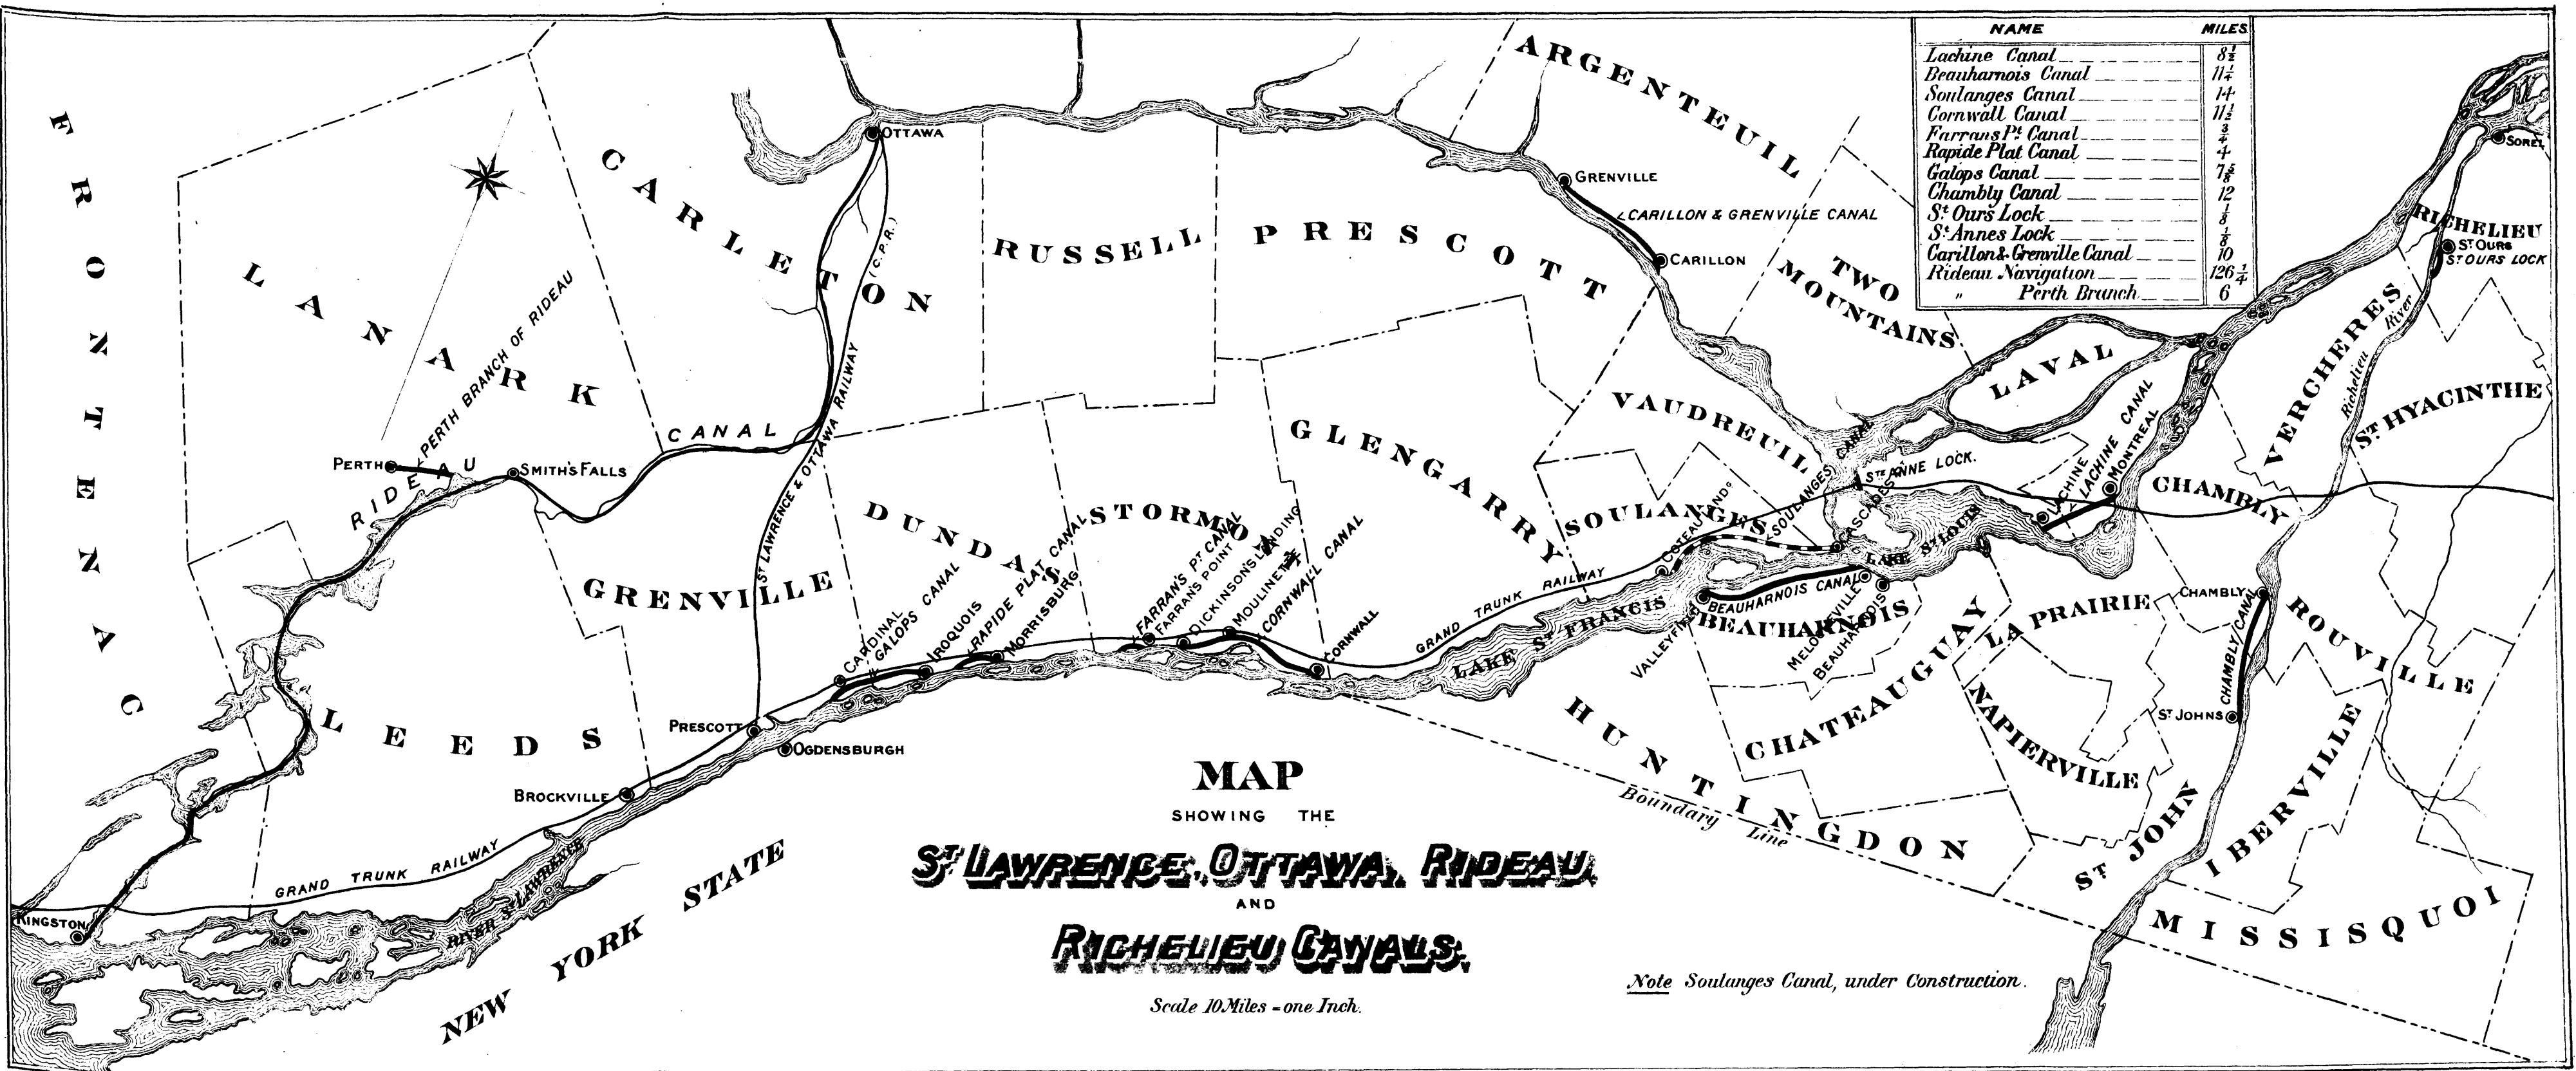 NAME MILES
Lachine Canal 8½
Beauharnois Canal 11¼
Soulanges Canal 14
Cornwall Canal 11½
Farrans Pt. Canal ¾
Rapide Plat Canal 4
Galops Canal 7⅝
Chambly Canal 12
St. Ours Lock ⅛
St. Annes Lock ⅛
Carillon & Grenville Canal 10
Rideau Navigation 126¼
" Perth Branch 6
FRONTENAC
LANARK
CARLETON
RUSSELL
PRESCOTT
ARGENTEUIL
TWO
MOUNTAINS
OTTAWA
GRENVILLE
CARILLON & GRENVILLE CANAL
CARILLON
SOREL
RICHELIEU
ST. OURS
ST. OURS LOCK
VERCHERES
Richelieu River
ST. HYACINTHE
LAVAL
VAUDREUIL
GLENGARRY
PERTH BRANCH OF RIDEAU
PERTH
RIDEAU
CANAL
SMITH'S FALLS
ST. LAWRENCE & OTTAWA RAILWAY
(C.P.R.)
GRENVILLE
DUNDAS
STORMONT
SOULANGES
COTEAU LANDG.
SOULANGES CANAL
CASCADES
STE. ANNE LOCK.
LACHINE
LACHINE CANAL
MONTREAL
CHAMBLY
LAKE ST. LOUIS
CARDINAL
GALOPS CANAL
IROQUOIS
RAPIDE PLAT CANAL
MORRISBURG
FARRAN'S PT. CANAL
FARRAN'S POINT
DICKINSON'S LANDING
MOULINETTE
CORNWALL CANAL
CORNWALL
GRAND TRUNK RAILWAY
LAKE ST. FRANCIS
VALLEYFIELD
BEAUHARNOIS CANAL
BEAUHARNOIS
MELOCHEVILLE
BEAUHARNOIS
CHATEAUGUAY
LA PRAIRIE
CHAMBLY
CHAMBLY CANAL
ROUVILLE
NAPIERVILLE
ST. JOHNS
LEEDS
PRESCOTT
OGDENSBURGH
BROCKVILLE
HUNTINGDON
Boundary Line
ST. JOHN
IBERVILLE
MISSISQUOI
GRAND TRUNK RAILWAY
KINGSTON
RIVER ST. LAWRENCE
NEW YORK STATE
MAP
SHOWING THE
ST. LAWRENCE, OTTAWA, RIDEAU,
AND
RICHELIEU CANALS.
Scale 10 Miles = one Inch.
Note Soulanges Canal, under Construction.